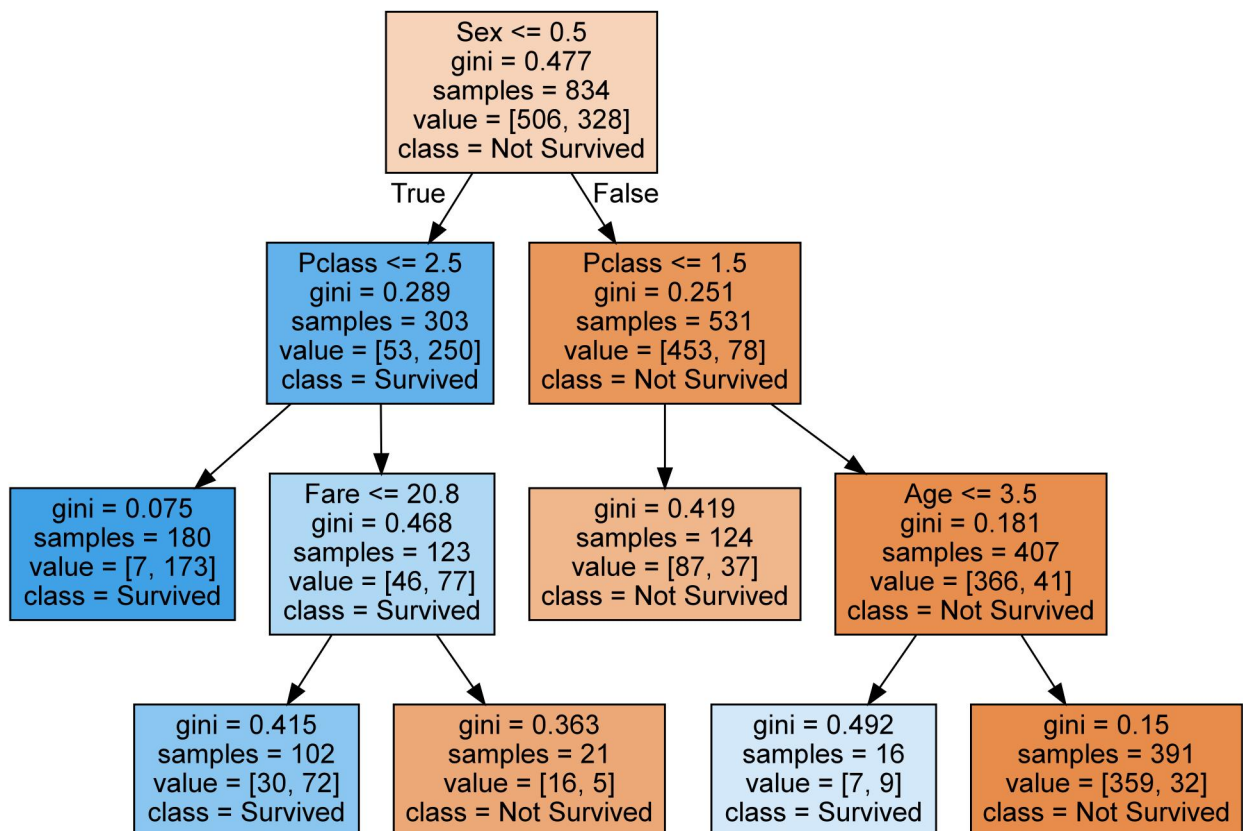 Sex <= 0.5
gini = 0.477
samples = 834
value = [506, 328]
class = Not Survived
True
False
Pclass <= 2.5
gini = 0.289
samples = 303
value = [53, 250]
class = Survived
Pclass <= 1.5
gini = 0.251
samples = 531
value = [453, 78]
class = Not Survived
gini = 0.075
samples = 180
value = [7, 173]
class = Survived
Fare <= 20.8
gini = 0.468
samples = 123
value = [46, 77]
class = Survived
gini = 0.419
samples = 124
value = [87, 37]
class = Not Survived
Age <= 3.5
gini = 0.181
samples = 407
value = [366, 41]
class = Not Survived
gini = 0.415
samples = 102
value = [30, 72]
class = Survived
gini = 0.363
samples = 21
value = [16, 5]
class = Not Survived
gini = 0.492
samples = 16
value = [7, 9]
class = Survived
gini = 0.15
samples = 391
value = [359, 32]
class = Not Survived